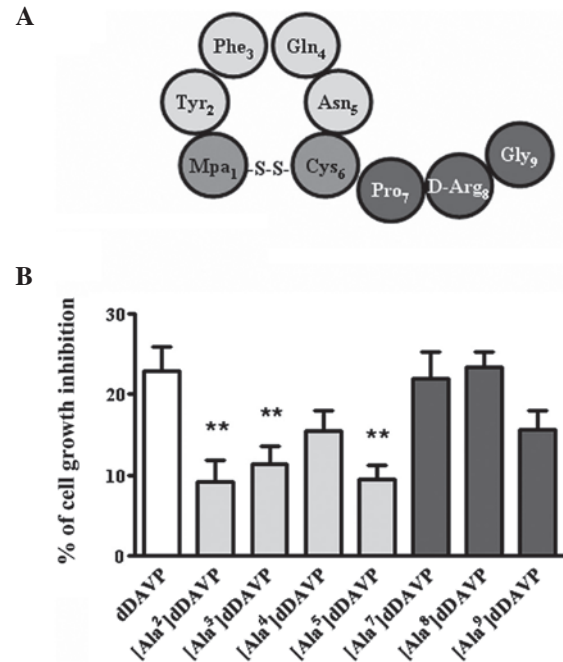 A
Phe3 Gln4
Tyr2 Asn5
Mpa1 -S-S- Cys6
Pro7 D-Arg8 Gly9
B
% of cell growth inhibition
30
20
10
0
** ** **
dDAVP [Ala2]dDAVP [Ala3]dDAVP [Ala4]dDAVP [Ala5]dDAVP [Ala7]dDAVP [Ala8]dDAVP [Ala9]dDAVP